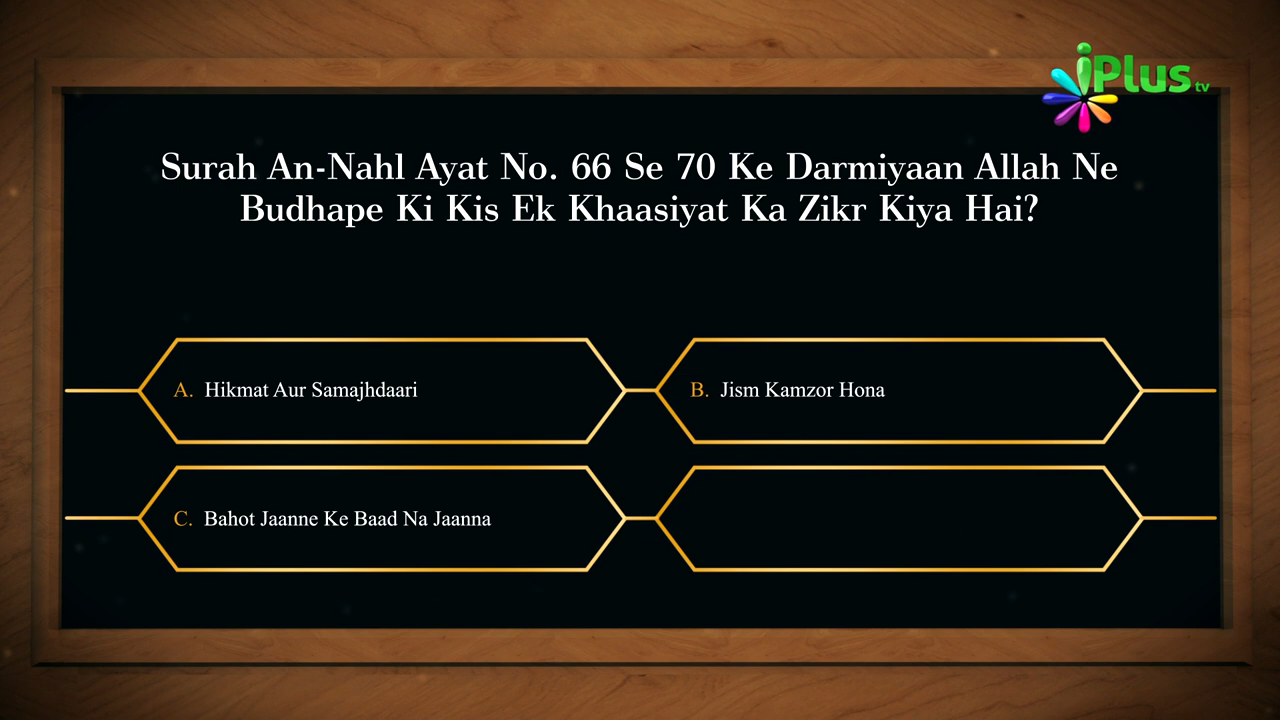 iPlus tv
Surah An-Nahl Ayat No. 66 Se 70 Ke Darmiyaan Allah Ne
Budhape Ki Kis Ek Khaasiyat Ka Zikr Kiya Hai?
A. Hikmat Aur Samajhdaari
B. Jism Kamzor Hona
C. Bahot Jaanne Ke Baad Na Jaanna